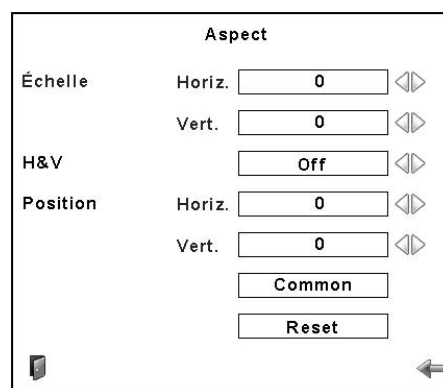 Aspect
Échelle Horiz. 0
Vert. 0
H&V Off
Position Horiz. 0
Vert. 0
Common
Reset